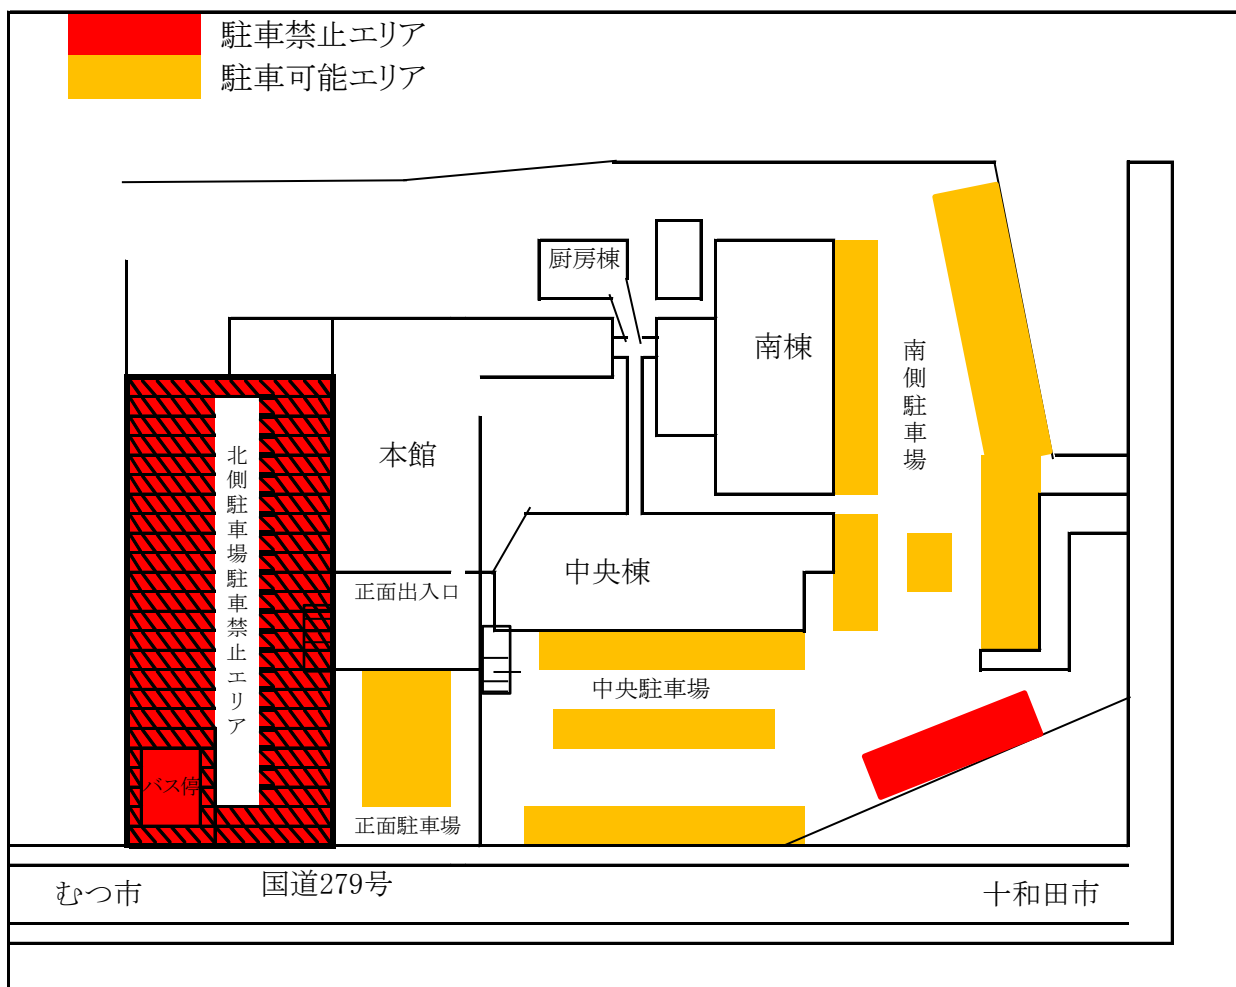 駐車禁止エリア
駐車可能エリア
厨房棟
南棟
南側駐車場
本館
北側駐車場駐車禁止エリア
中央棟
正面出入口
中央駐車場
バス停
正面駐車場
国道279号
むつ市
十和田市